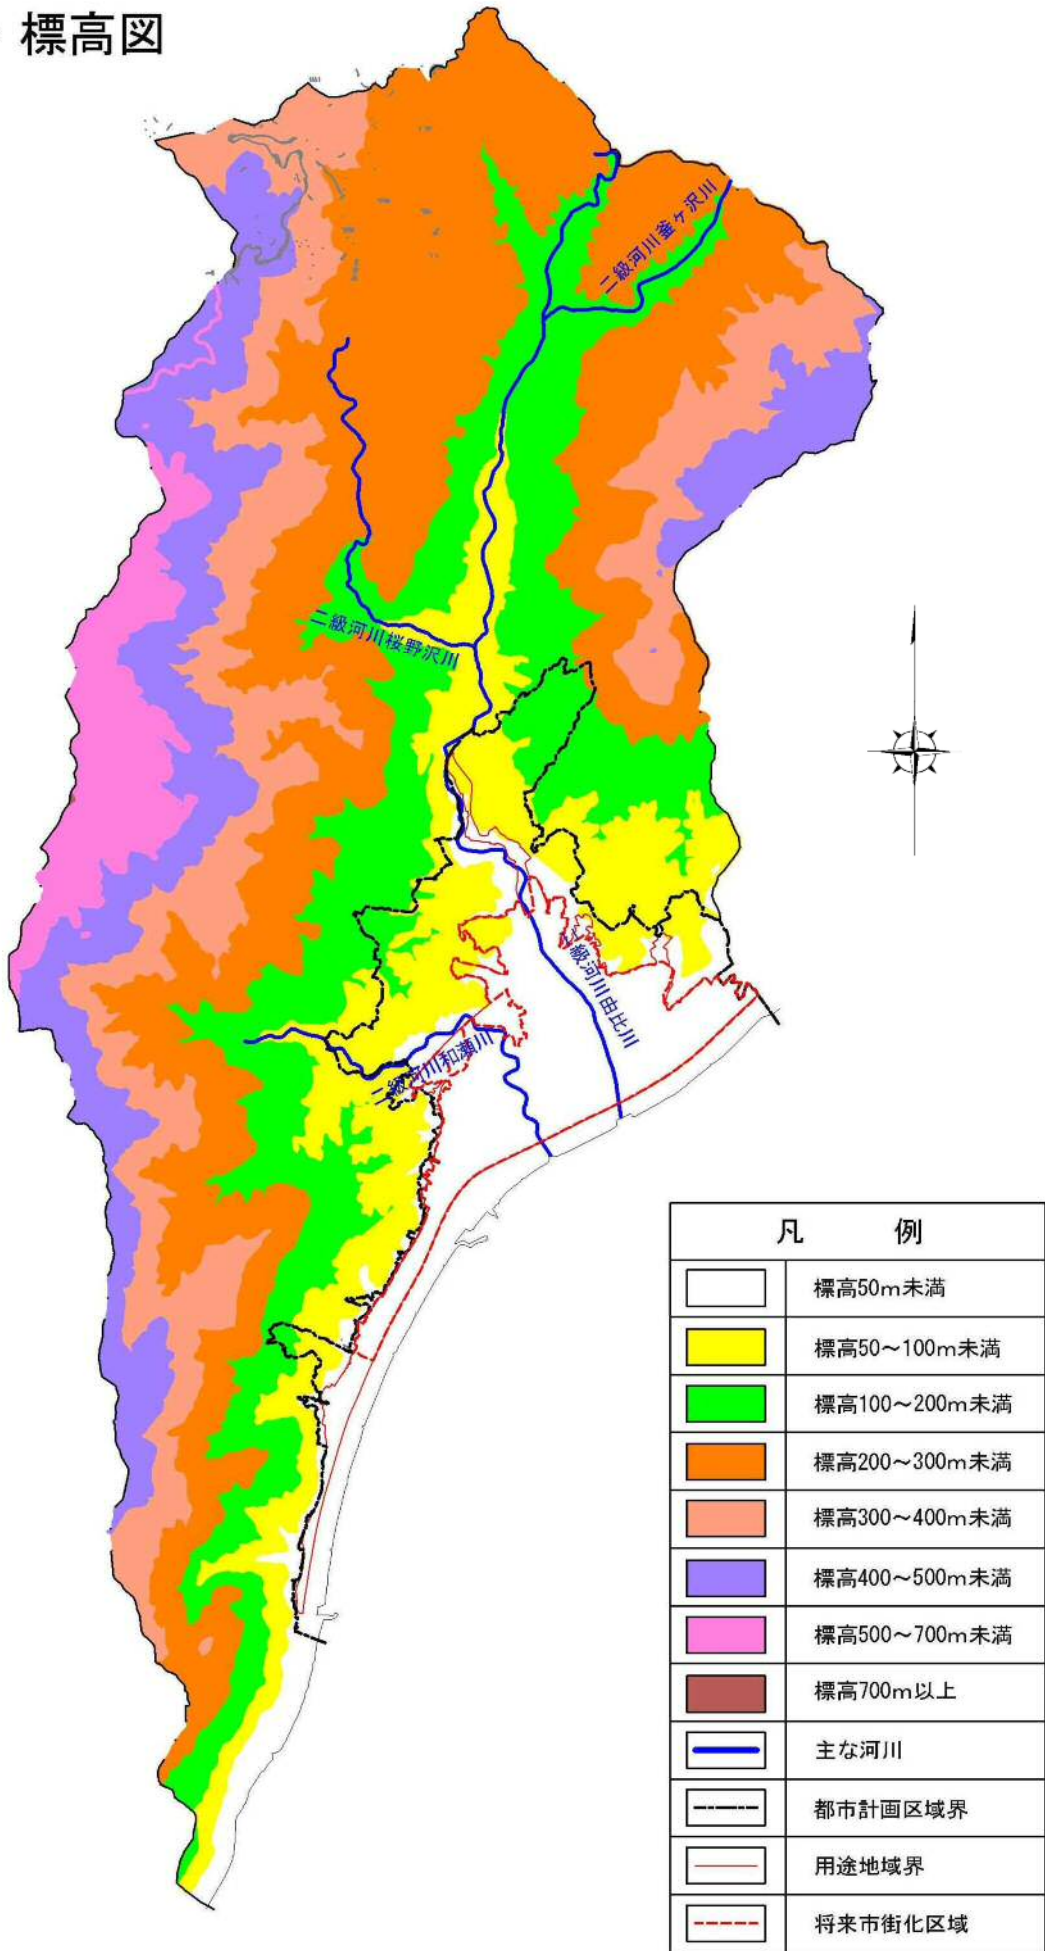 標高図
二級河川釜ヶ沢川
二級河川桜野沢川
二級河川由比川
二級河川和瀬川
凡 例
標高50m未満
標高50～100m未満
標高100～200m未満
標高200～300m未満
標高300～400m未満
標高400～500m未満
標高500～700m未満
標高700m以上
主な河川
都市計画区域界
用途地域界
将来市街化区域